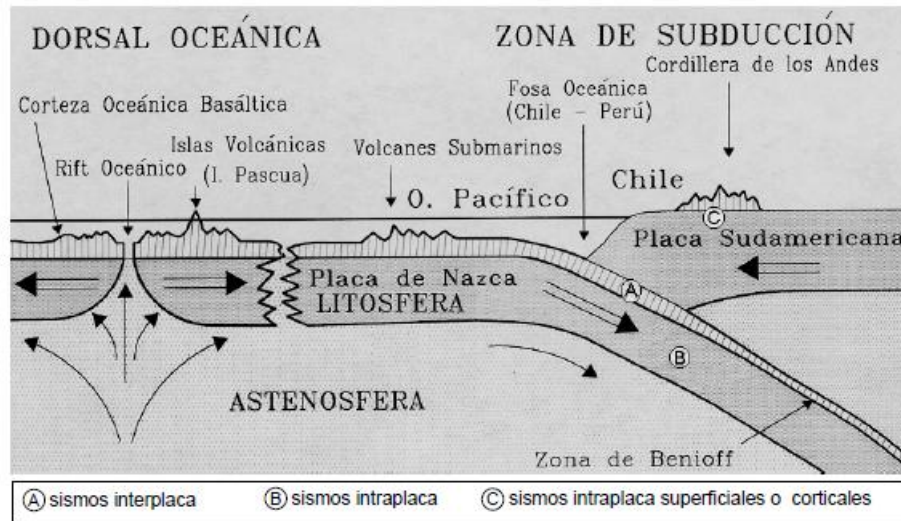 DORSAL OCEÁNICA
ZONA DE SUBDUCCIÓN
Cordillera de los Andes
Fosa Oceánica
(Chile - Perú)
Corteza Oceánica Basáltica
Islas Volcánicas
(I. Pascua)
Rift Oceánico
Volcanes Submarinos
O. Pacífico
Chile
C
Placa Sudamericana
Placa de Nazca
LITOSFERA
A
B
ASTENOSFERA
Zona de Benioff
A sismos interplaca B sismos intraplaca C sismos intraplaca superficiales o corticales